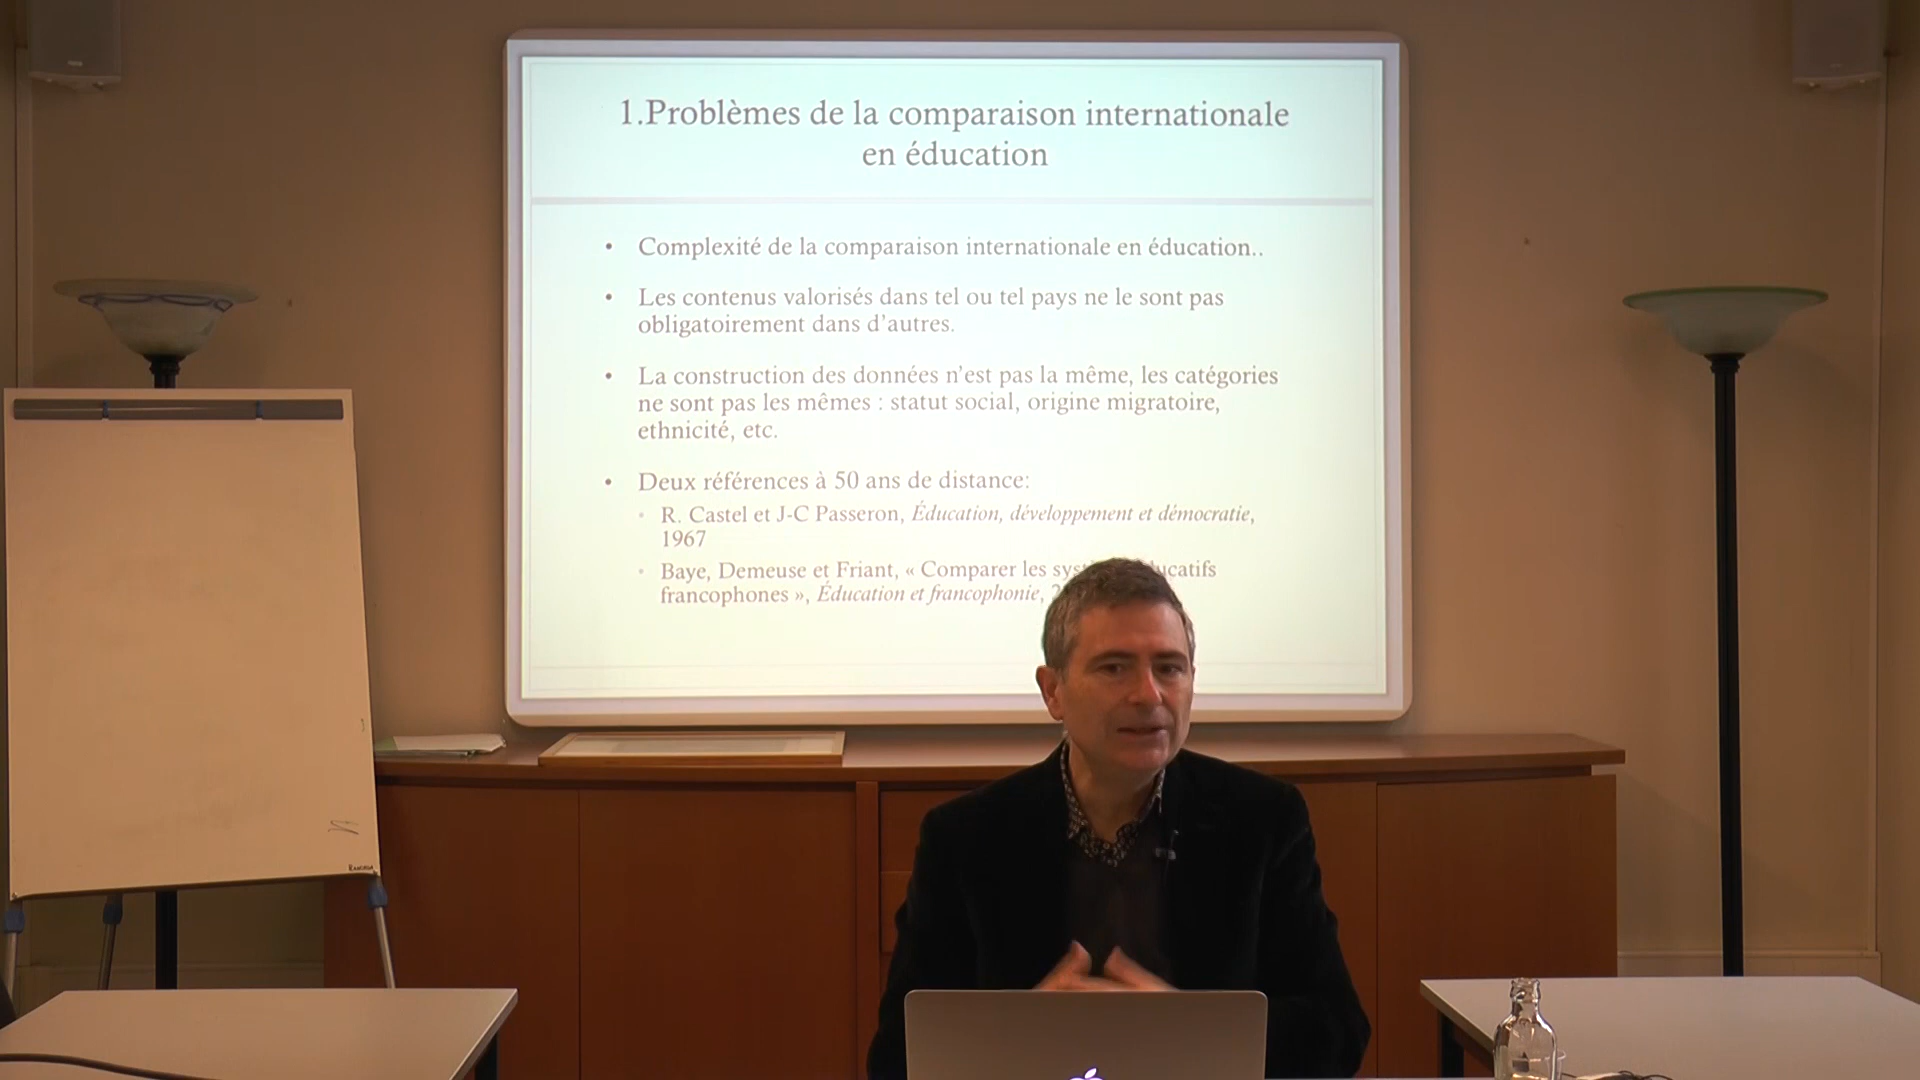 1.Problèmes de la comparaison internationale
en éducation
• Complexité de la comparaison internationale en éducation..
• Les contenus valorisés dans tel ou tel pays ne le sont pas
obligatoirement dans d'autres.
• La construction des données n'est pas la même, les catégories
ne sont pas les mêmes : statut social, origine migratoire,
ethnicité, etc.
• Deux références à 50 ans de distance:
• R. Castel et J-C Passeron, Éducation, développement et démocratie,
1967
• Baye, Demeuse et Friant, « Comparer les
francophones », Éducation et francophonie,